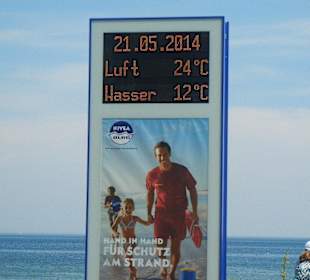 21.05.2014
Luft 24°C
Wasser 12°C
NIVEA
DLRG
HAND IN HAND
FÜR SCHUTZ
AM STRAND.